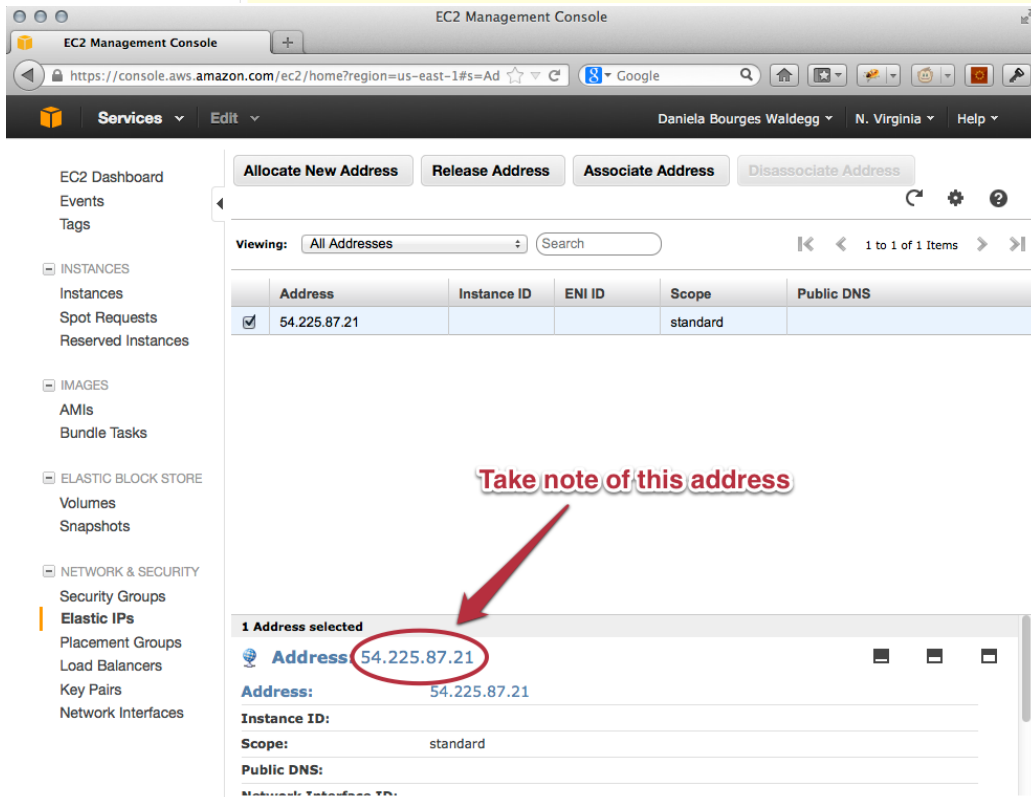 EC2 Management Console
EC2 Management Console
https://console.aws.amazon.com/ec2/home?region=us-east-1#s=Ad
Google
Services Edit Daniela Bourges Waldegg N. Virginia Help
EC2 Dashboard
Events
Tags
INSTANCES
Instances
Spot Requests
Reserved Instances
IMAGES
AMIs
Bundle Tasks
ELASTIC BLOCK STORE
Volumes
Snapshots
NETWORK & SECURITY
Security Groups
Elastic IPs
Placement Groups
Load Balancers
Key Pairs
Network Interfaces
Allocate New Address Release Address Associate Address Disassociate Address
Viewing: All Addresses Search 1 to 1 of 1 Items
Address Instance ID ENI ID Scope Public DNS
54.225.87.21 standard
Take note of this address
1 Address selected
Address: 54.225.87.21
Address: 54.225.87.21
Instance ID:
Scope: standard
Public DNS:
Network Interface ID: